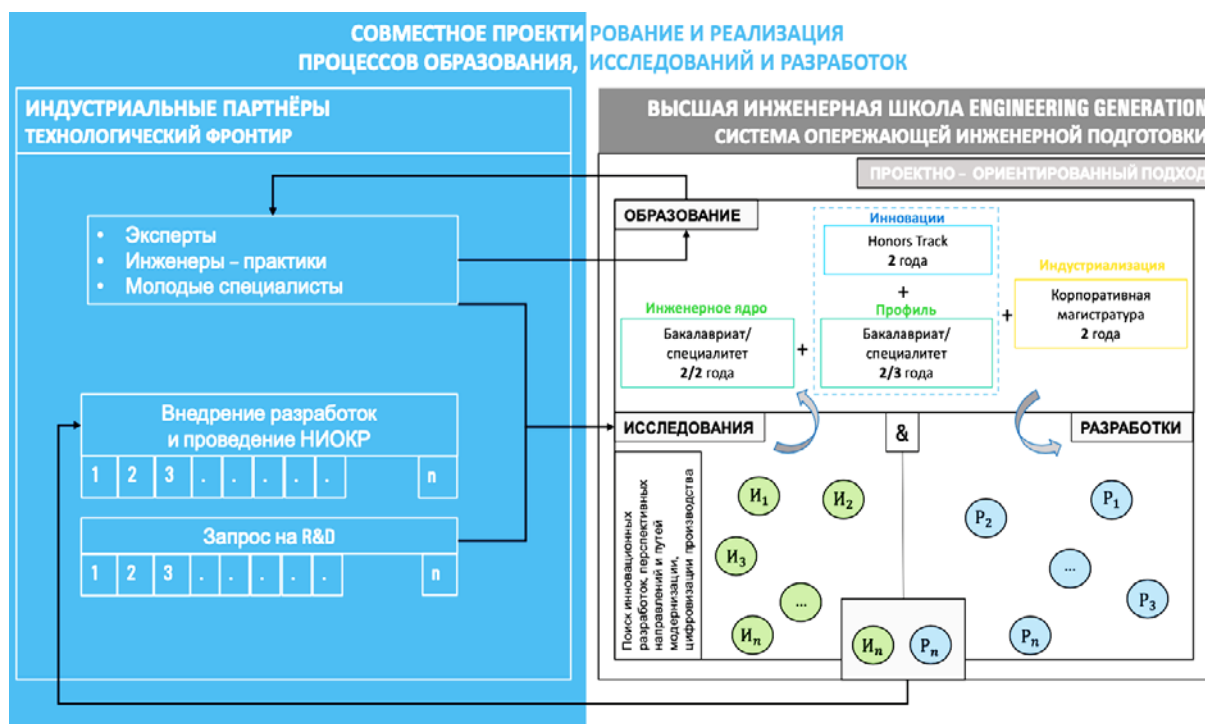 СОВМЕСТНОЕ ПРОЕКТИРОВАНИЕ И РЕАЛИЗАЦИЯ
ПРОЦЕССОВ ОБРАЗОВАНИЯ, ИССЛЕДОВАНИЙ И РАЗРАБОТОК
ИНДУСТРИАЛЬНЫЕ ПАРТНЁРЫ
ТЕХНОЛОГИЧЕСКИЙ ФРОНТИР
• Эксперты
• Инженеры – практики
• Молодые специалисты
Внедрение разработок
и проведение НИОКР
1 2 3 . . . . . n
Запрос на R&D
1 2 3 . . . . . n
ВЫСШАЯ ИНЖЕНЕРНАЯ ШКОЛА ENGINEERING GENERATION
СИСТЕМА ОПЕРЕЖАЮЩЕЙ ИНЖЕНЕРНОЙ ПОДГОТОВКИ
ПРОЕКТНО – ОРИЕНТИРОВАННЫЙ ПОДХОД
ОБРАЗОВАНИЕ
Инновации
Honors Track
2 года
+
Инженерное ядро
Бакалавриат/
специалитет
2/2 года
+
Профиль
Бакалавриат/
специалитет
2/3 года
+
Индустриализация
Корпоративная
магистратура
2 года
ИССЛЕДОВАНИЯ
&
РАЗРАБОТКИ
Поиск инновационных
разработок, перспективных
направлений и путей
модернизации,
цифровизации производства
И₁
И₂
И₃
...
Иₙ
Р₁
Р₂
...
Р₃
Рₙ
Иₙ Рₙ